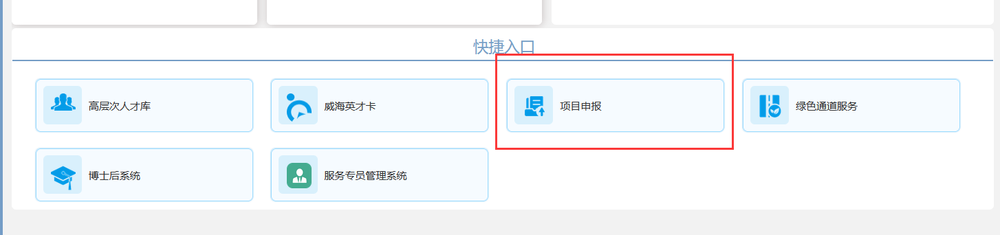 快捷入口
高层次人才库
威海英才卡
项目申报
绿色通道服务
博士后系统
服务专员管理系统